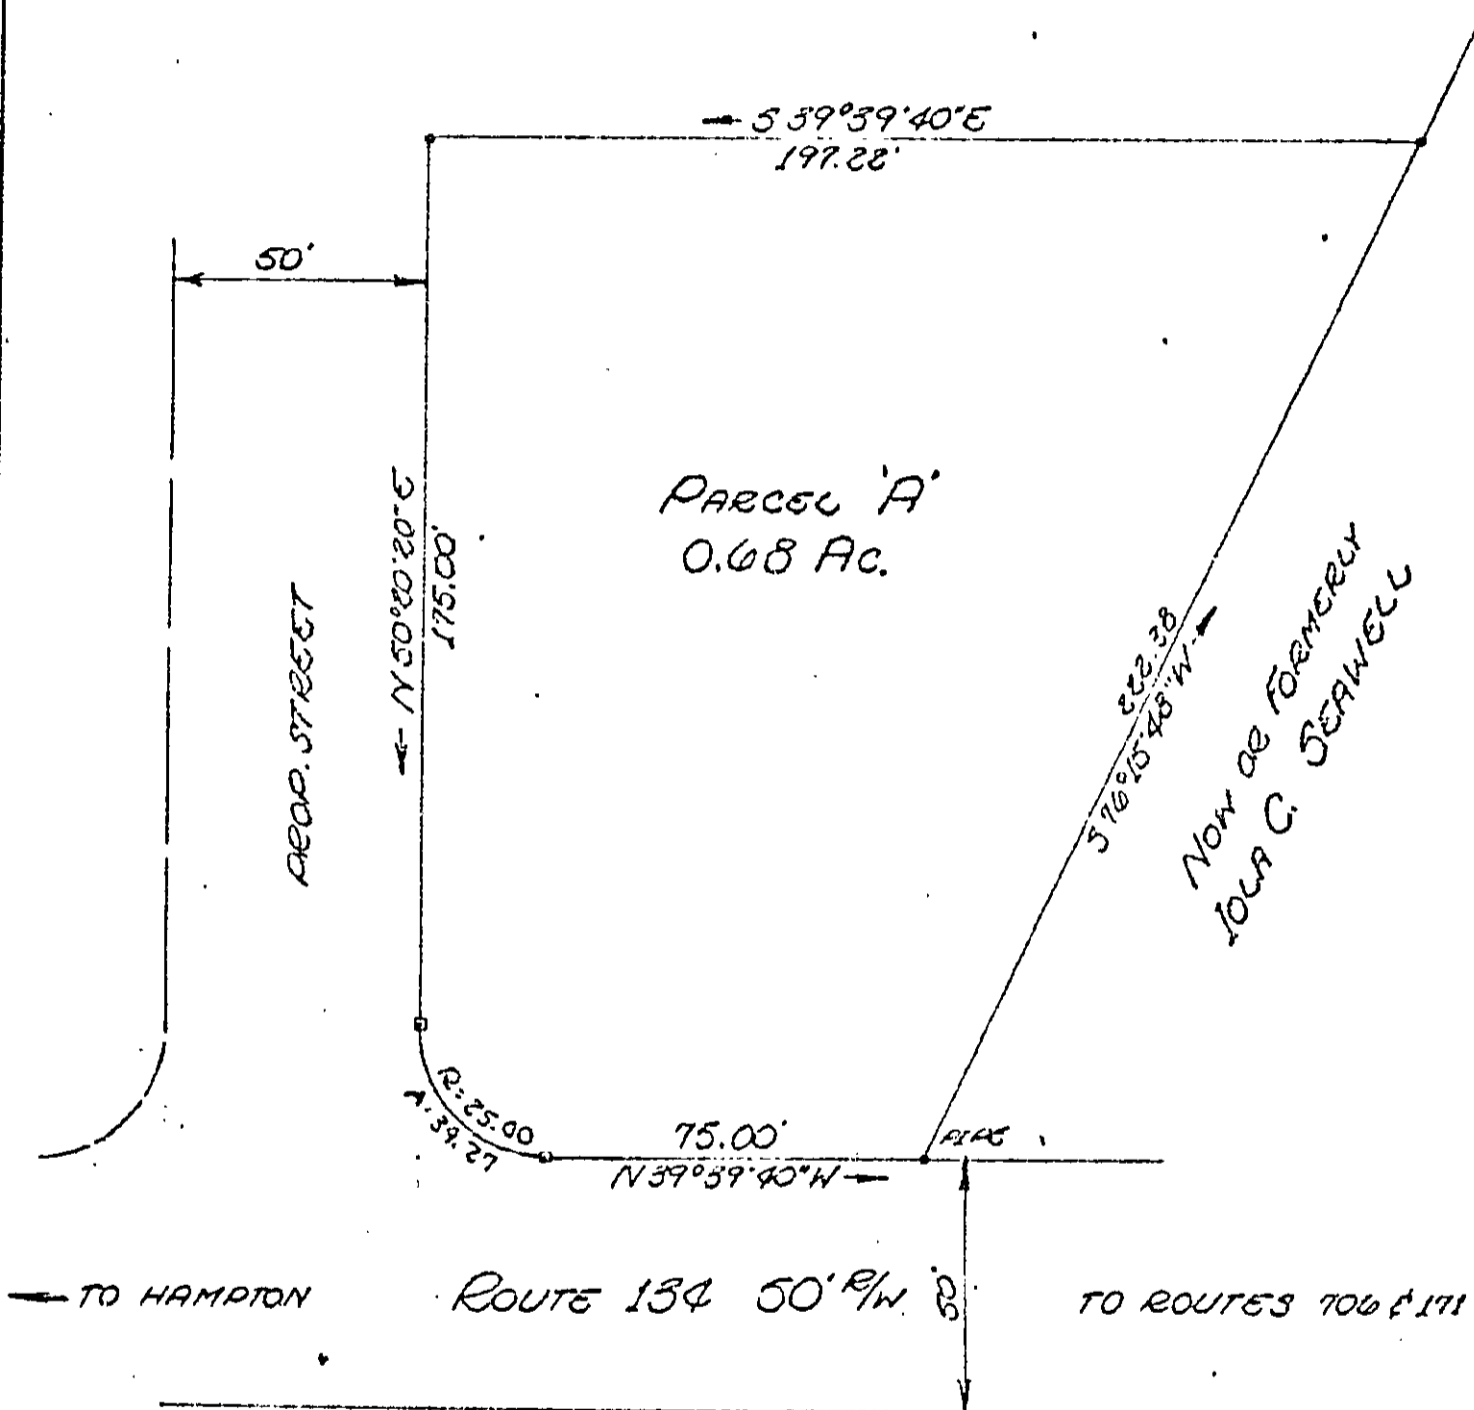 S 39°39'40"E
197.22'
50'
PARCEL 'A'
0.68 Ac.
N 50°20'20" E
175.00'
PROP. STREET
222.38
S 76°15'48" W
NOW OR FORMERLY
IOLA C. SEAWELL
R=25.00
A=39.27
75.00'
PIPE
N 39°39'40" W
TO HAMPTON
ROUTE 134 50' R/W
50'
TO ROUTES 706 & 171